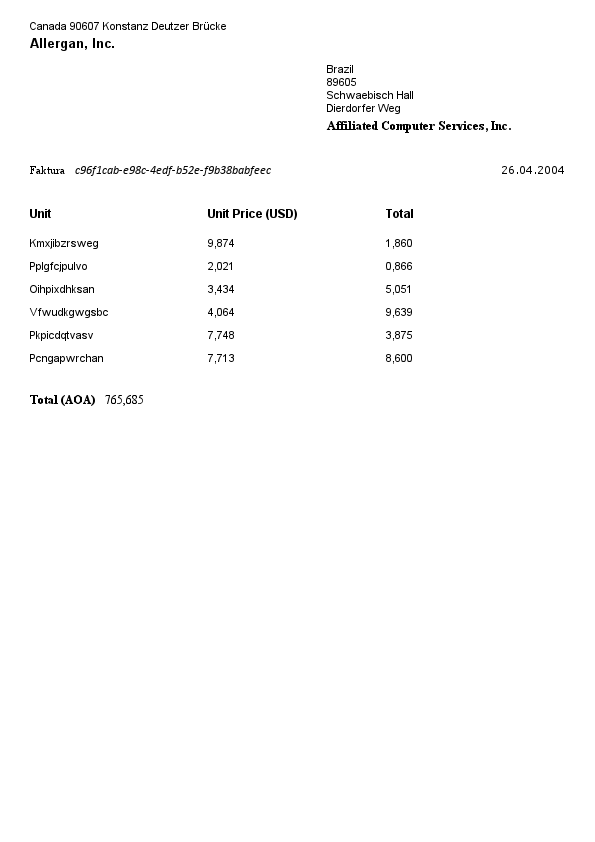 Canada 90607 Konstanz Deutzer Brücke
Allergan, Inc.
Brazil
89605
Schwaebisch Hall
Dierdorfer Weg
Affiliated Computer Services, Inc.
Faktura c96f1cab-e98c-4edf-b52e-f9b38babfeec 26.04.2004
Unit Unit Price (USD) Total
Kmxjibzrsweg 9,874 1,860
Pplgfcjpulvo 2,021 0,866
Oihpixdhksan 3,434 5,051
Vfwudkgwgsbc 4,064 9,639
Pkpicdqtvasv 7,748 3,875
Pcngapwrchan 7,713 8,600
Total (AOA) 765,685